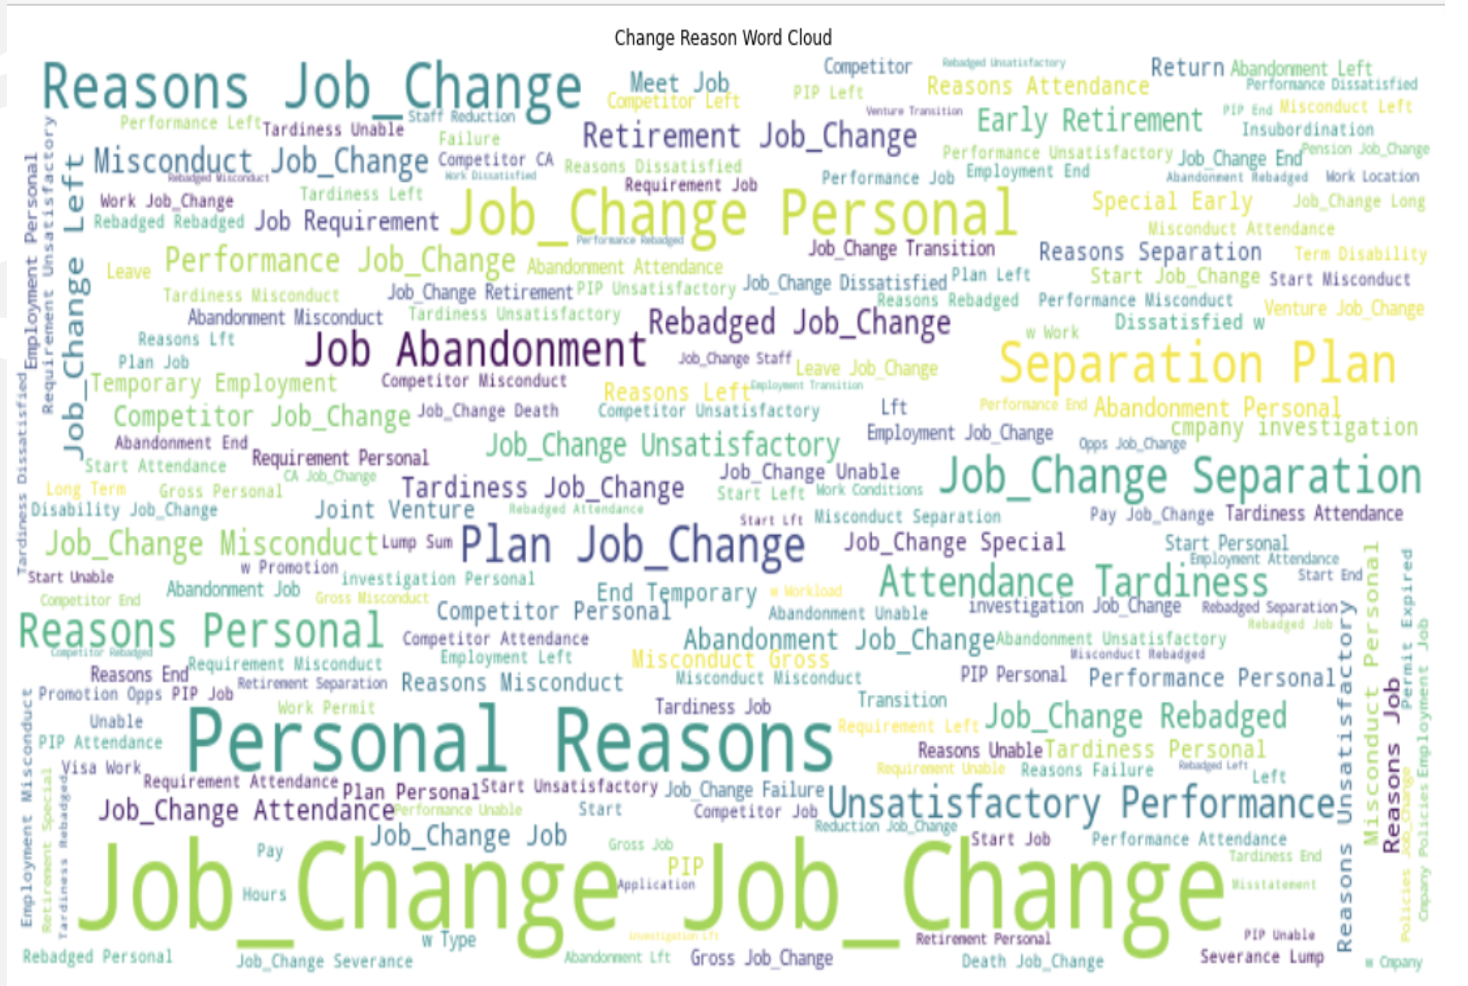 Change Reason Word Cloud
Reasons Job_Change
Meet Job
Competitor
Rebadged Unsatisfactory
Return
Abandonment Left
Competitor Left
PIP Left
Reasons Attendance
Performance Dissatisfied
Staff Reduction
Venture Transition
Early Retirement
PIP End
Misconduct Left
Performance Left
Tardiness Unable
Failure
Retirement Job_Change
Insubordination
Misconduct Job_Change
Competitor CA
Reasons Dissatisfied
Performance Unsatisfactory
Job_Change End
Pension Job_Change
Rebadged Misconduct
Work Dissatisfied
Requirement Job
Performance Job
Employment End
Abandonment Rebadged
Work Location
Work Job_Change
Tardiness Left
Job_Change Personal
Special Early
Job_Change Long
Rebadged Rebadged
Job Requirement
Misconduct Attendance
Performance Rebadged
Job_Change Transition
Reasons Separation
Term Disability
Leave
Performance Job_Change
Abandonment Attendance
Job_Change Dissatisfied
Plan Left
Start Job_Change
Start Misconduct
Tardiness Misconduct
Job_Change Retirement
PIP Unsatisfactory
Reasons Rebadged
Performance Misconduct
Venture Job_Change
Abandonment Misconduct
Tardiness Unsatisfactory
Rebadged Job_Change
Dissatisfied w
Reasons Lft
Job Abandonment
w Work
Plan Job
Job_Change Staff
Leave Job_Change
Separation Plan
Temporary Employment
Competitor Misconduct
Reasons Left
Employment Transition
Competitor Job_Change
Job_Change Death
Competitor Unsatisfactory
Lft
Performance End
Abandonment Personal
cmpany investigation
Abandonment End
Job_Change Unsatisfactory
Employment Job_Change
Opps Job_Change
Start Attendance
Requirement Personal
CA Job_Change
Job_Change Unable
Job_Change Separation
Long Term
Gross Personal
Tardiness Job_Change
Start Left
Work Conditions
Disability Job_Change
Joint Venture
Rebadged Attendance
Start Lft
Misconduct Separation
Pay Job_Change
Tardiness Attendance
Job_Change Misconduct
Lump Sum
Plan Job_Change
Job_Change Special
Start Personal
Employment Attendance
w Promotion
Start Unable
investigation Personal
Attendance Tardiness
Start End
Abandonment Job
Gross Misconduct
End Temporary
w Workload
Competitor End
Competitor Personal
Abandonment Unable
investigation Job_Change
Rebadged Separation
Rebadged Job
Reasons Personal
Competitor Attendance
Abandonment Job_Change
Abandonment Unsatisfactory
Competitor Rebadged
Requirement Misconduct
Employment Left
Misconduct Gross
Misconduct Rebadged
Reasons End
Retirement Separation
Reasons Misconduct
Misconduct Misconduct
PIP Personal
Performance Personal
Promotion Opps
PIP Job
Work Permit
Tardiness Job
Transition
Unable
Personal Reasons
Requirement Left
Job_Change Rebadged
PIP Attendance
Reasons Unable
Tardiness Personal
Visa Work
Requirement Unable
Reasons Failure
Rebadged Left
Left
Requirement Attendance
Plan Personal
Start Unsatisfactory
Job_Change Failure
Job_Change Attendance
Performance Unable
Start
Competitor Job
Unsatisfactory Performance
Job_Change Job
Reduction Job_Change
Start Job
Performance Attendance
Pay
Gross Job
PIP
Tardiness End
Job_Change Job_Change
Hours
Application
Misstatement
w Type
investigation Lft
Retirement Personal
PIP Unable
Rebadged Personal
Job_Change Severance
Abandonment Lft
Gross Job_Change
Death Job_Change
Severance Lump
w Cmpany
Employment Personal
Requirement Unsatisfactory
Job_Change Left
Tardiness Dissatisfied
Employment Misconduct
Retirement Special
Tardiness Rebadged
Reasons Unsatisfactory
Misconduct Personal
Reasons Job
Permit Expired
Policies Job_Change
Employment Job
Cmpany Policies